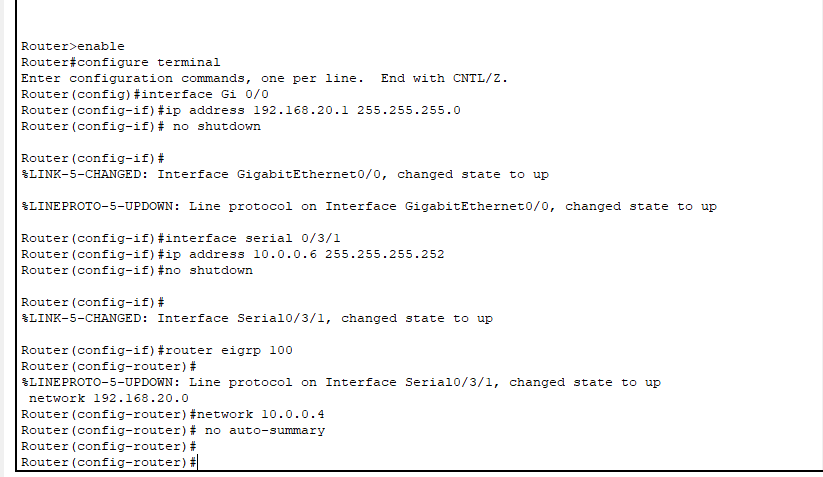 Router>enable
Router#configure terminal
Enter configuration commands, one per line.  End with CNTL/Z.
Router(config)#interface Gi 0/0
Router(config-if)#ip address 192.168.20.1 255.255.255.0
Router(config-if)# no shutdown
Router(config-if)#
%LINK-5-CHANGED: Interface GigabitEthernet0/0, changed state to up
%LINEPROTO-5-UPDOWN: Line protocol on Interface GigabitEthernet0/0, changed state to up
Router(config-if)#interface serial 0/3/1
Router(config-if)#ip address 10.0.0.6 255.255.255.252
Router(config-if)#no shutdown
Router(config-if)#
%LINK-5-CHANGED: Interface Serial0/3/1, changed state to up
Router(config-if)#router eigrp 100
Router(config-router)#
%LINEPROTO-5-UPDOWN: Line protocol on Interface Serial0/3/1, changed state to up
 network 192.168.20.0
Router(config-router)#network 10.0.0.4
Router(config-router)# no auto-summary
Router(config-router)#
Router(config-router)#